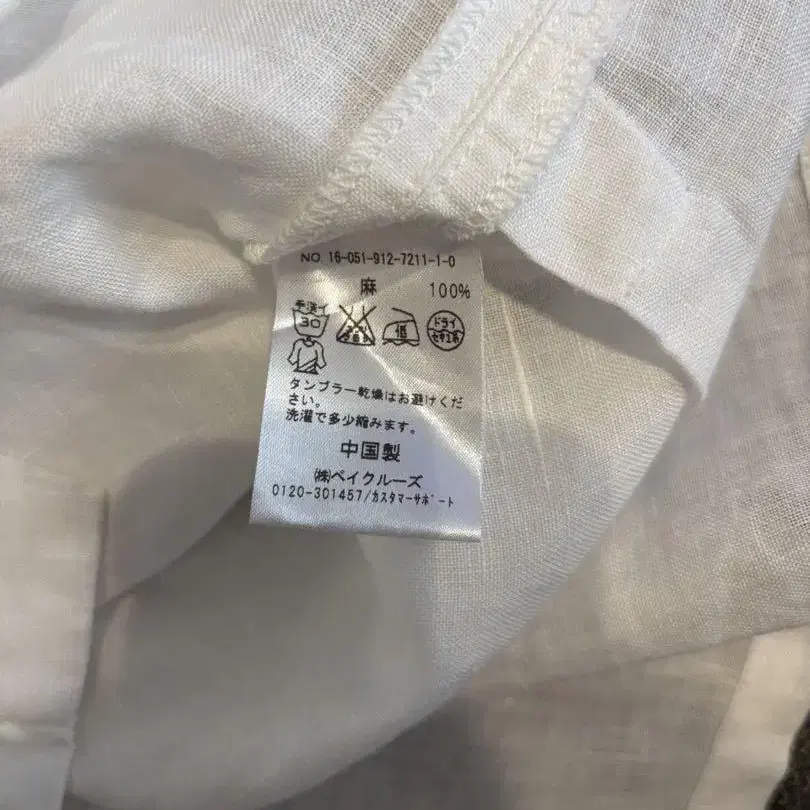 NO. 16-051-912-7211-1-0
麻 100%
手洗イ 30 低 ドライ セキユ系
タンブラー乾燥はお避けくだ
さい。
洗濯で多少縮みます。
中国製
㈱ベイクルーズ
0120-301457/カスタマーサポート